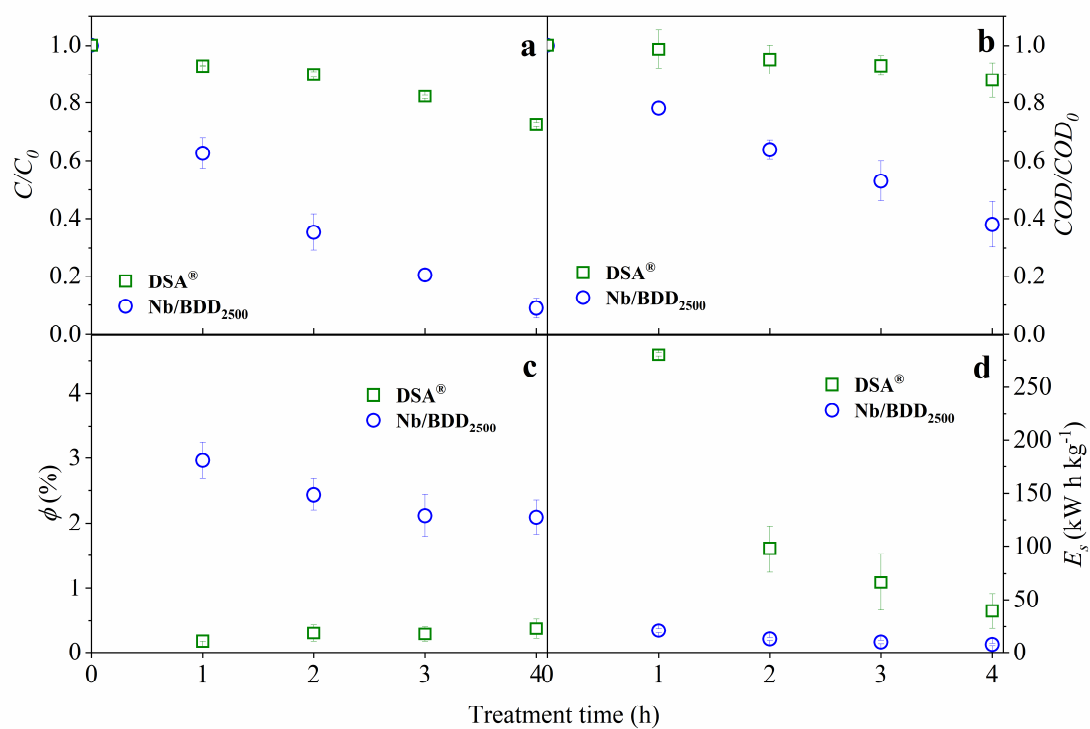 a
b
1.0
0.8
0.6
0.4
0.2
0.0
C/C₀
DSA®
Nb/BDD₂₅₀₀
DSA®
Nb/BDD₂₅₀₀
1.0
0.8
0.6
0.4
0.2
0.0
COD/COD₀
c
d
4
3
2
1
0
ϕ (%)
DSA®
Nb/BDD₂₅₀₀
DSA®
Nb/BDD₂₅₀₀
250
200
150
100
50
0
Eₛ (kW h kg⁻¹)
0 1 2 3 40 1 2 3 4
Treatment time (h)